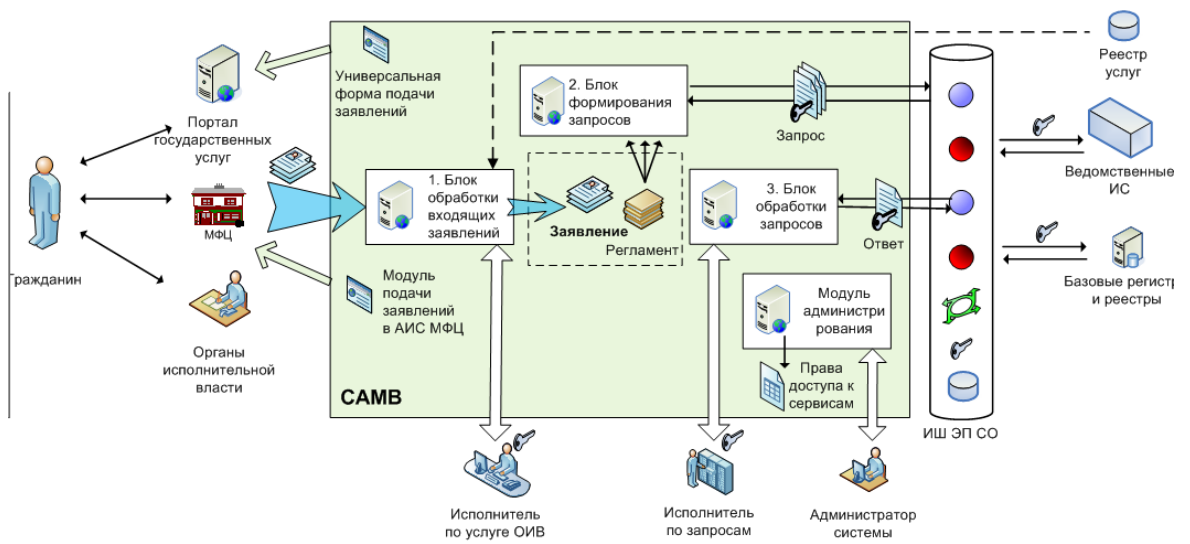 Гражданин
Портал
государственных
услуг
МФЦ
Органы
исполнительной
власти
Универсальная
форма подачи
заявлений
Модуль
подачи
заявлений
в АИС МФЦ
САМВ
1. Блок
обработки
входящих
заявлений
Заявление
Регламент
2. Блок
формирования
запросов
Запрос
3. Блок
обработки
запросов
Ответ
Модуль
администри
рования
Права
доступа к
сервисам
ИШ ЭП СО
Реестр
услуг
Ведомственные
ИС
Базовые регистр
и реестры
Исполнитель
по услуге ОИВ
Исполнитель
по запросам
Администратор
системы